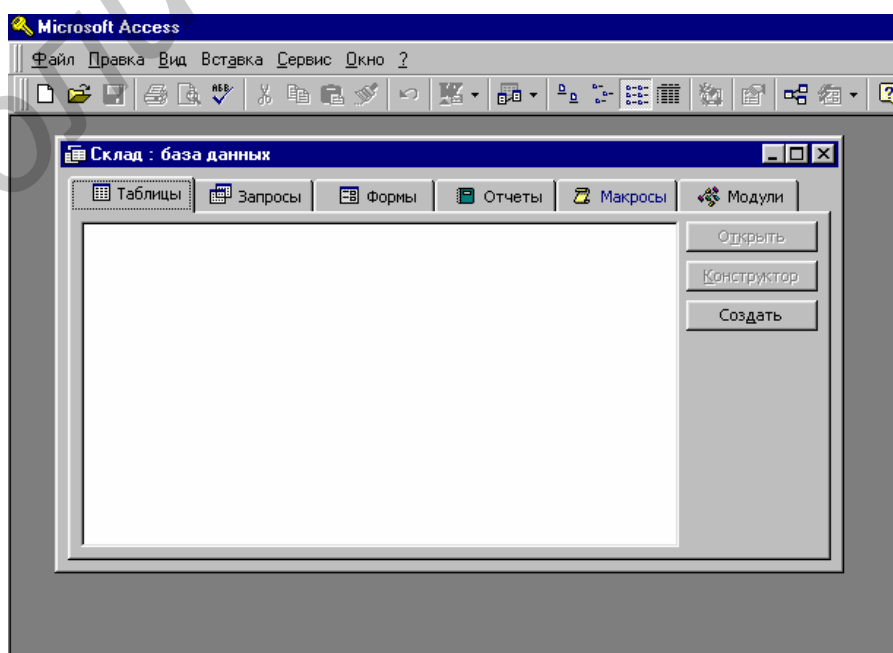 Microsoft Access
Файл Правка Вид Вставка Сервис Окно ?
Склад : база данных
Таблицы Запросы Формы Отчеты Макросы Модули
Открыть
Конструктор
Создать